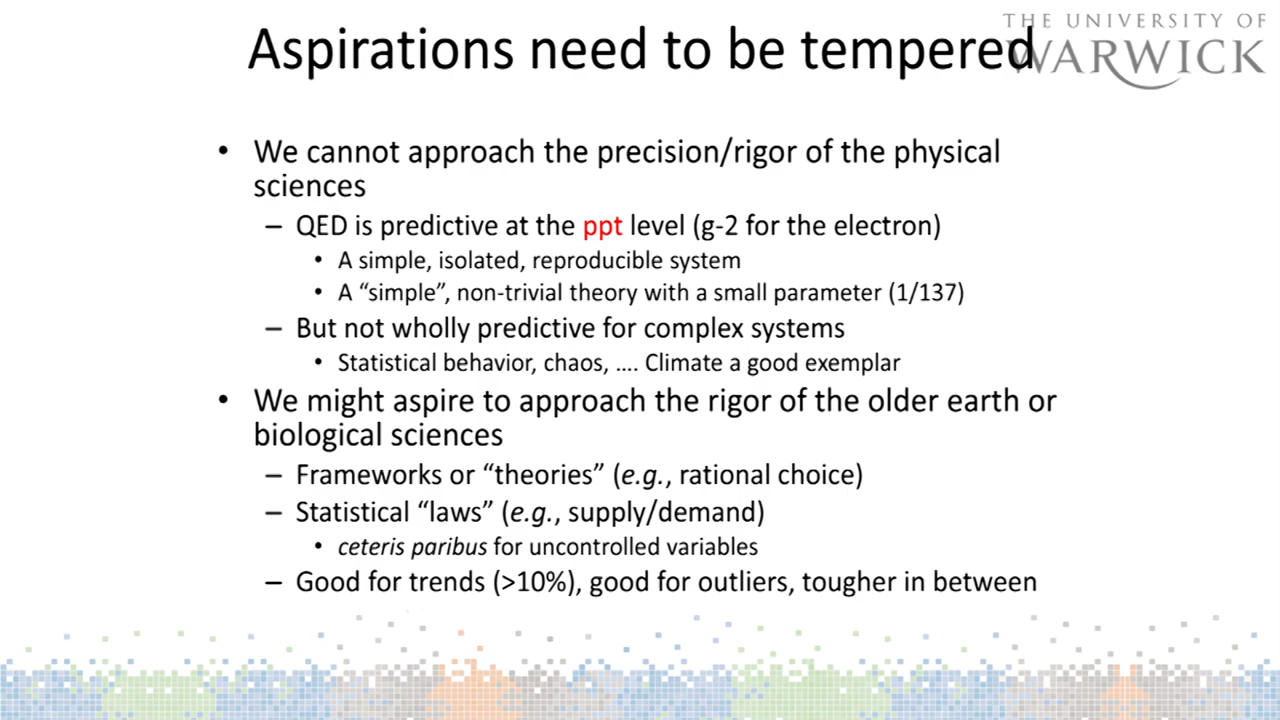 THE UNIVERSITY OF
WARWICK
Aspirations need to be tempered
• We cannot approach the precision/rigor of the physical
sciences
– QED is predictive at the ppt level (g-2 for the electron)
• A simple, isolated, reproducible system
• A “simple”, non-trivial theory with a small parameter (1/137)
– But not wholly predictive for complex systems
• Statistical behavior, chaos, …. Climate a good exemplar
• We might aspire to approach the rigor of the older earth or
biological sciences
– Frameworks or “theories” (e.g., rational choice)
– Statistical “laws” (e.g., supply/demand)
• ceteris paribus for uncontrolled variables
– Good for trends (>10%), good for outliers, tougher in between